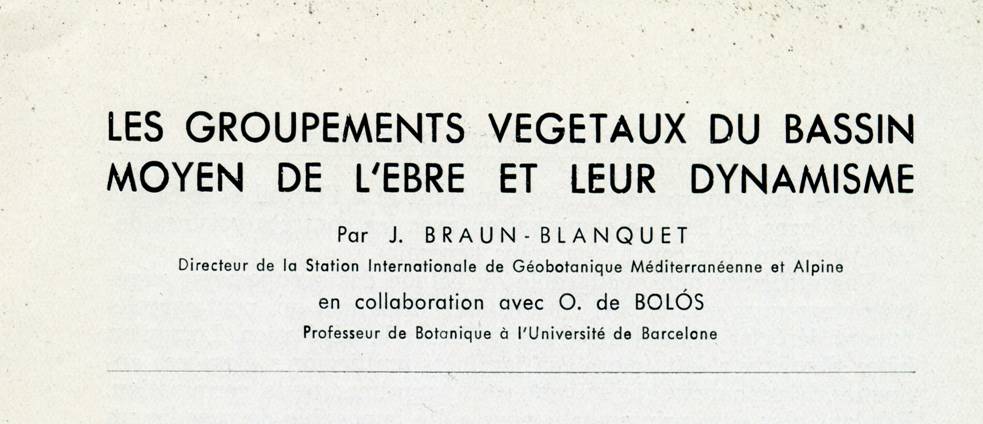 LES GROUPEMENTS VEGETAUX DU BASSIN
MOYEN DE L'EBRE ET LEUR DYNAMISME
Par J. BRAUN-BLANQUET
Directeur de la Station Internationale de Géobotanique Méditerranéenne et Alpine
en collaboration avec O. de BOLÓS
Professeur de Botanique à l'Université de Barcelone